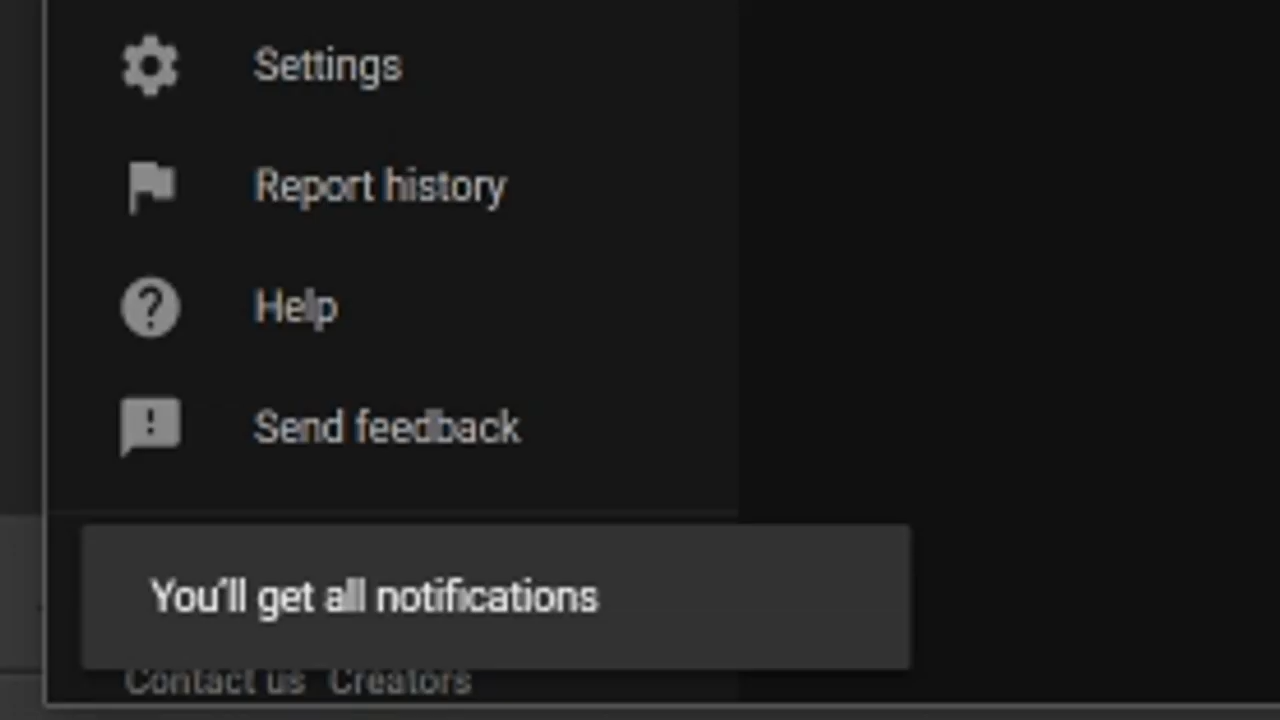 Settings
Report history
Help
Send feedback
You'll get all notifications
Contact us Creators